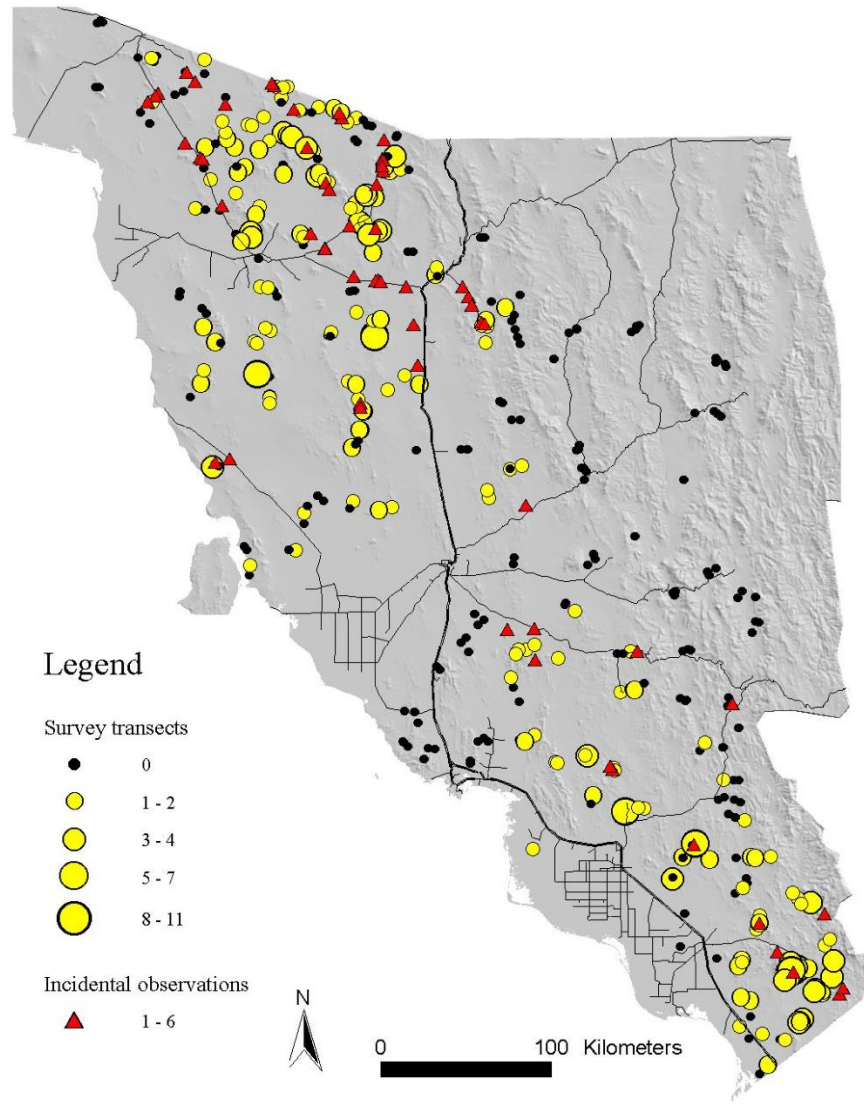 Legend
Survey transects
0
1 - 2
3 - 4
5 - 7
8 - 11
Incidental observations
1 - 6
N
0 100 Kilometers